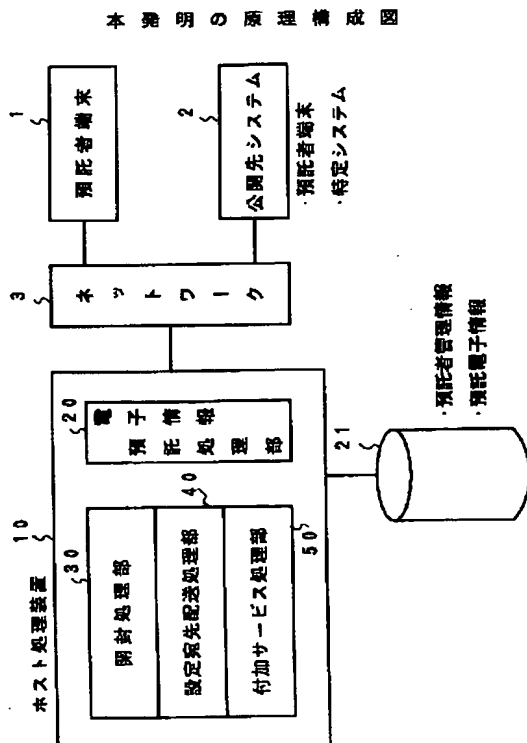 本発明の原理構成図
ホスト処理装置
10
30
開封処理部
設定宛先配送処理部
40
付加サービス処理部
50
20
電子情報
預託処理部
3
ネットワーク
1
預託者端末
2
公開先システム
・預託者端末
・特定システム
21
・預託者管理情報
・預託電子情報